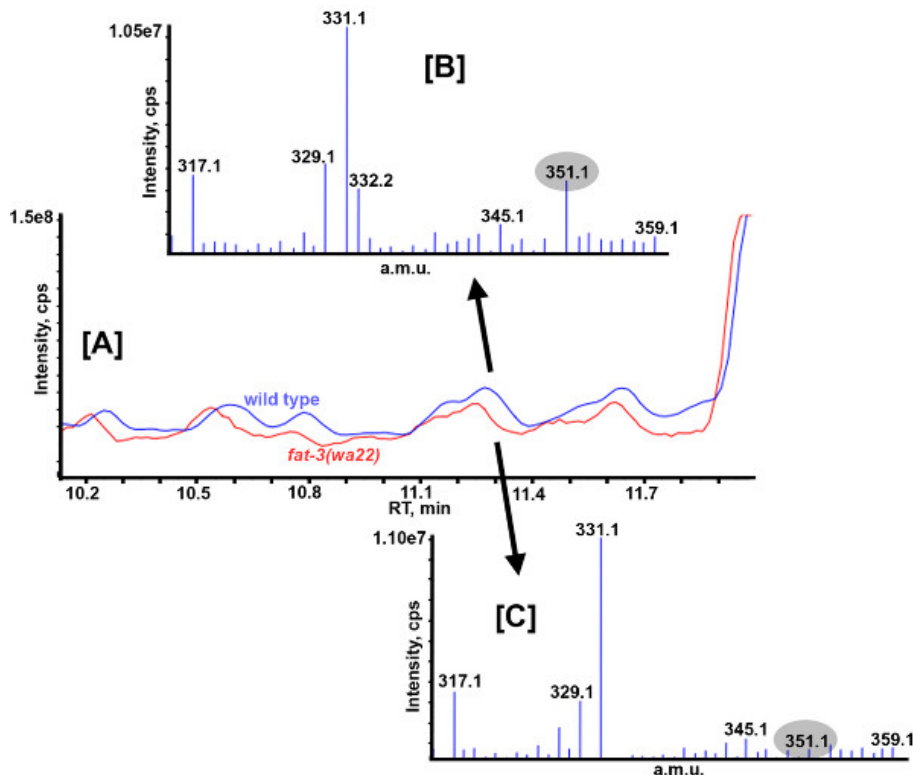 1.05e7
331.1
[B]
Intensity, cps
317.1
329.1
332.2
351.1
345.1
359.1
a.m.u.
1.5e8
[A]
Intensity, cps
wild type
fat-3(wa22)
10.2 10.5 10.8 11.1 11.4 11.7
RT, min
1.10e7
331.1
[C]
Intensity, cps
317.1
329.1
345.1
351.1
359.1
a.m.u.